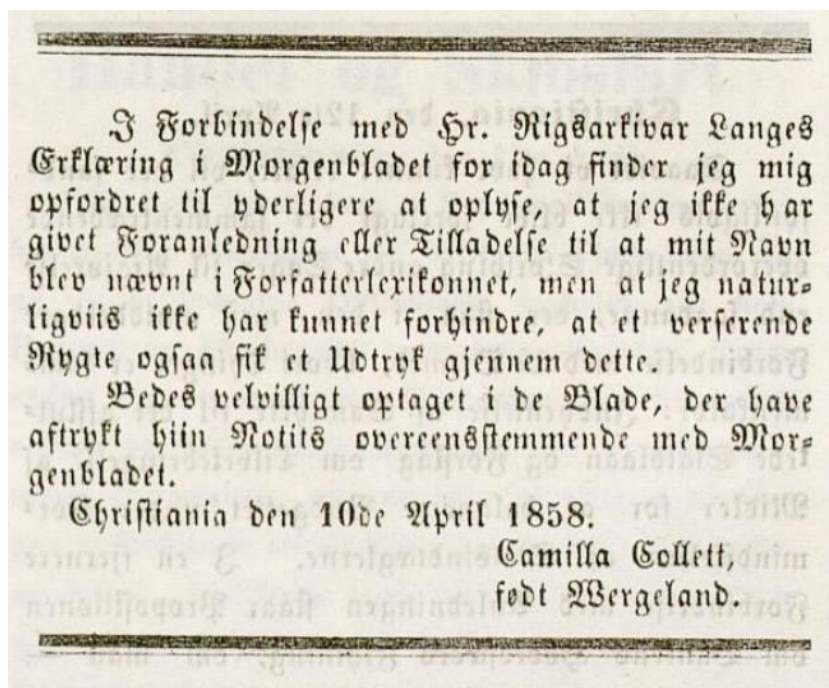 I Forbindelse med Hr. Rigsarkivar Langes
Erklæring i Morgenbladet for idag finder jeg mig
opfordret til yderligere at oplyse, at jeg ikke har
givet Foranledning eller Tilladelse til at mit Navn
blev nævnt i Forfatterlexikonnet, men at jeg natur-
ligviis ikke har kunnet forhindre, at et verserende
Rygte ogsaa fik et Udtryk gjennem dette.
Bedes velvilligt optaget i de Blade, der have
aftrykt hiin Notits overeensstemmende med Mor-
genbladet.
Christiania den 10de April 1858.
Camilla Collett,
født Wergeland.